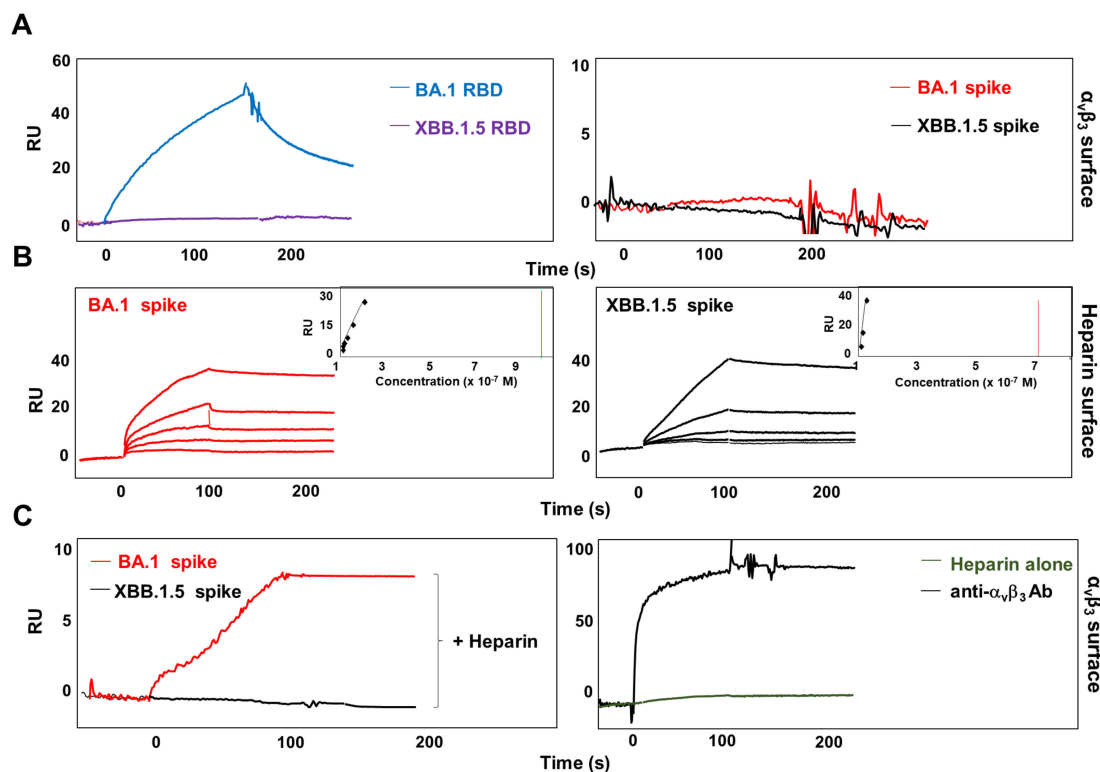 A
60
40
20
0
RU
BA.1 RBD
XBB.1.5 RBD
0
200
10
5
0
BA.1 spike
XBB.1.5 spike
0
200
αvβ3 surface
Time (s)
B
BA.1 spike
40
20
0
RU
30
15
0
RU
1
3
5
7
9
Concentration (x 10-7 M)
0
100
200
XBB.1.5 spike
40
20
0
40
20
0
RU
1
3
5
7
Concentration (x 10-7 M)
0
100
200
Heparin surface
Time (s)
C
10
5
0
RU
BA.1 spike
XBB.1.5 spike
+ Heparin
0
100
200
100
50
0
Heparin alone
anti-αvβ3 Ab
0
100
200
αvβ3 surface
Time (s)